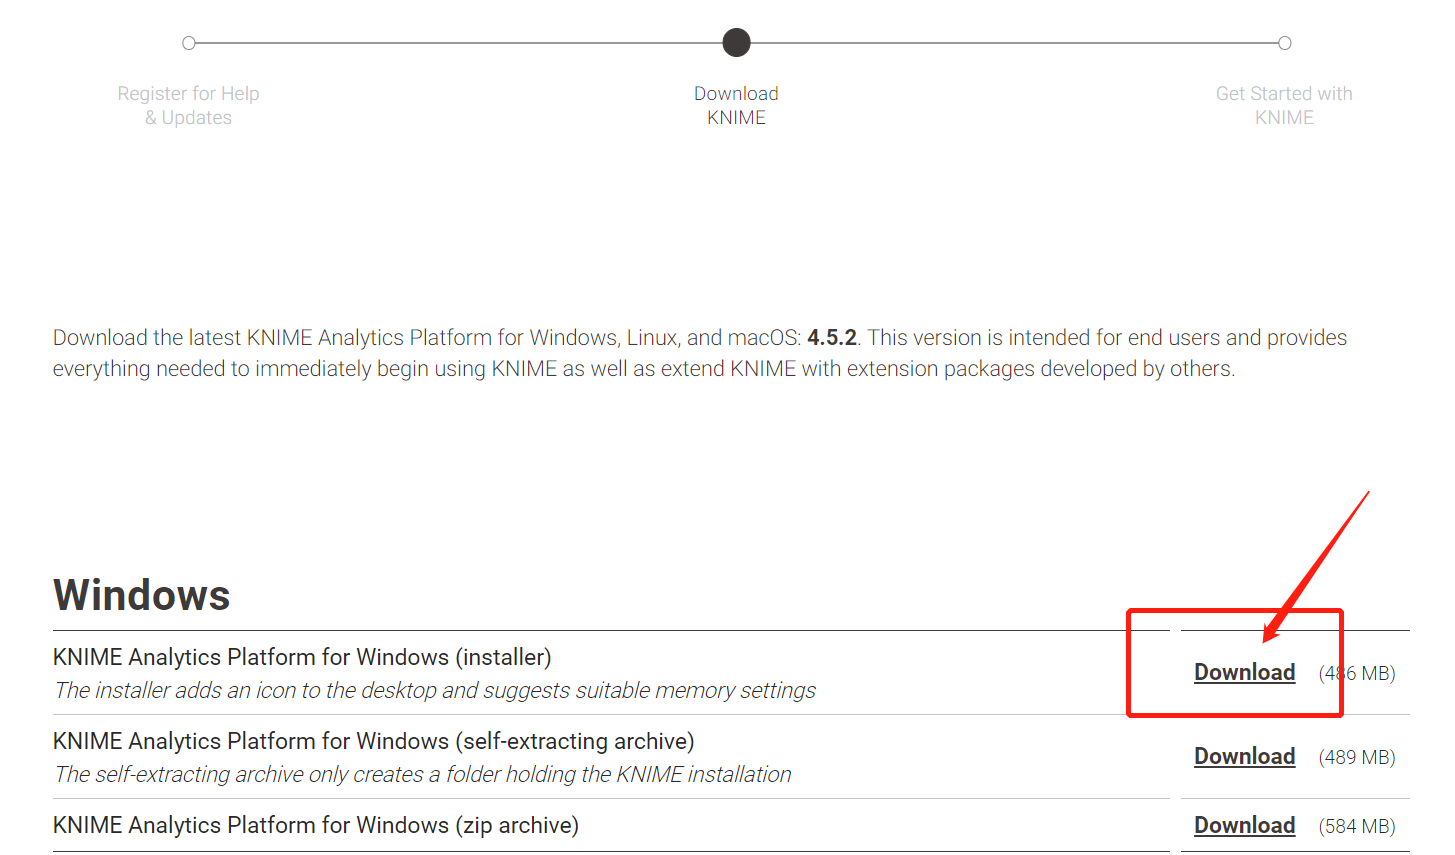 Register for Help
& Updates
Download
KNIME
Get Started with
KNIME
Download the latest KNIME Analytics Platform for Windows, Linux, and macOS: 4.5.2. This version is intended for end users and provides
everything needed to immediately begin using KNIME as well as extend KNIME with extension packages developed by others.
Windows
KNIME Analytics Platform for Windows (installer)
The installer adds an icon to the desktop and suggests suitable memory settings
Download (486 MB)
KNIME Analytics Platform for Windows (self-extracting archive)
The self-extracting archive only creates a folder holding the KNIME installation
Download (489 MB)
KNIME Analytics Platform for Windows (zip archive)
Download (584 MB)